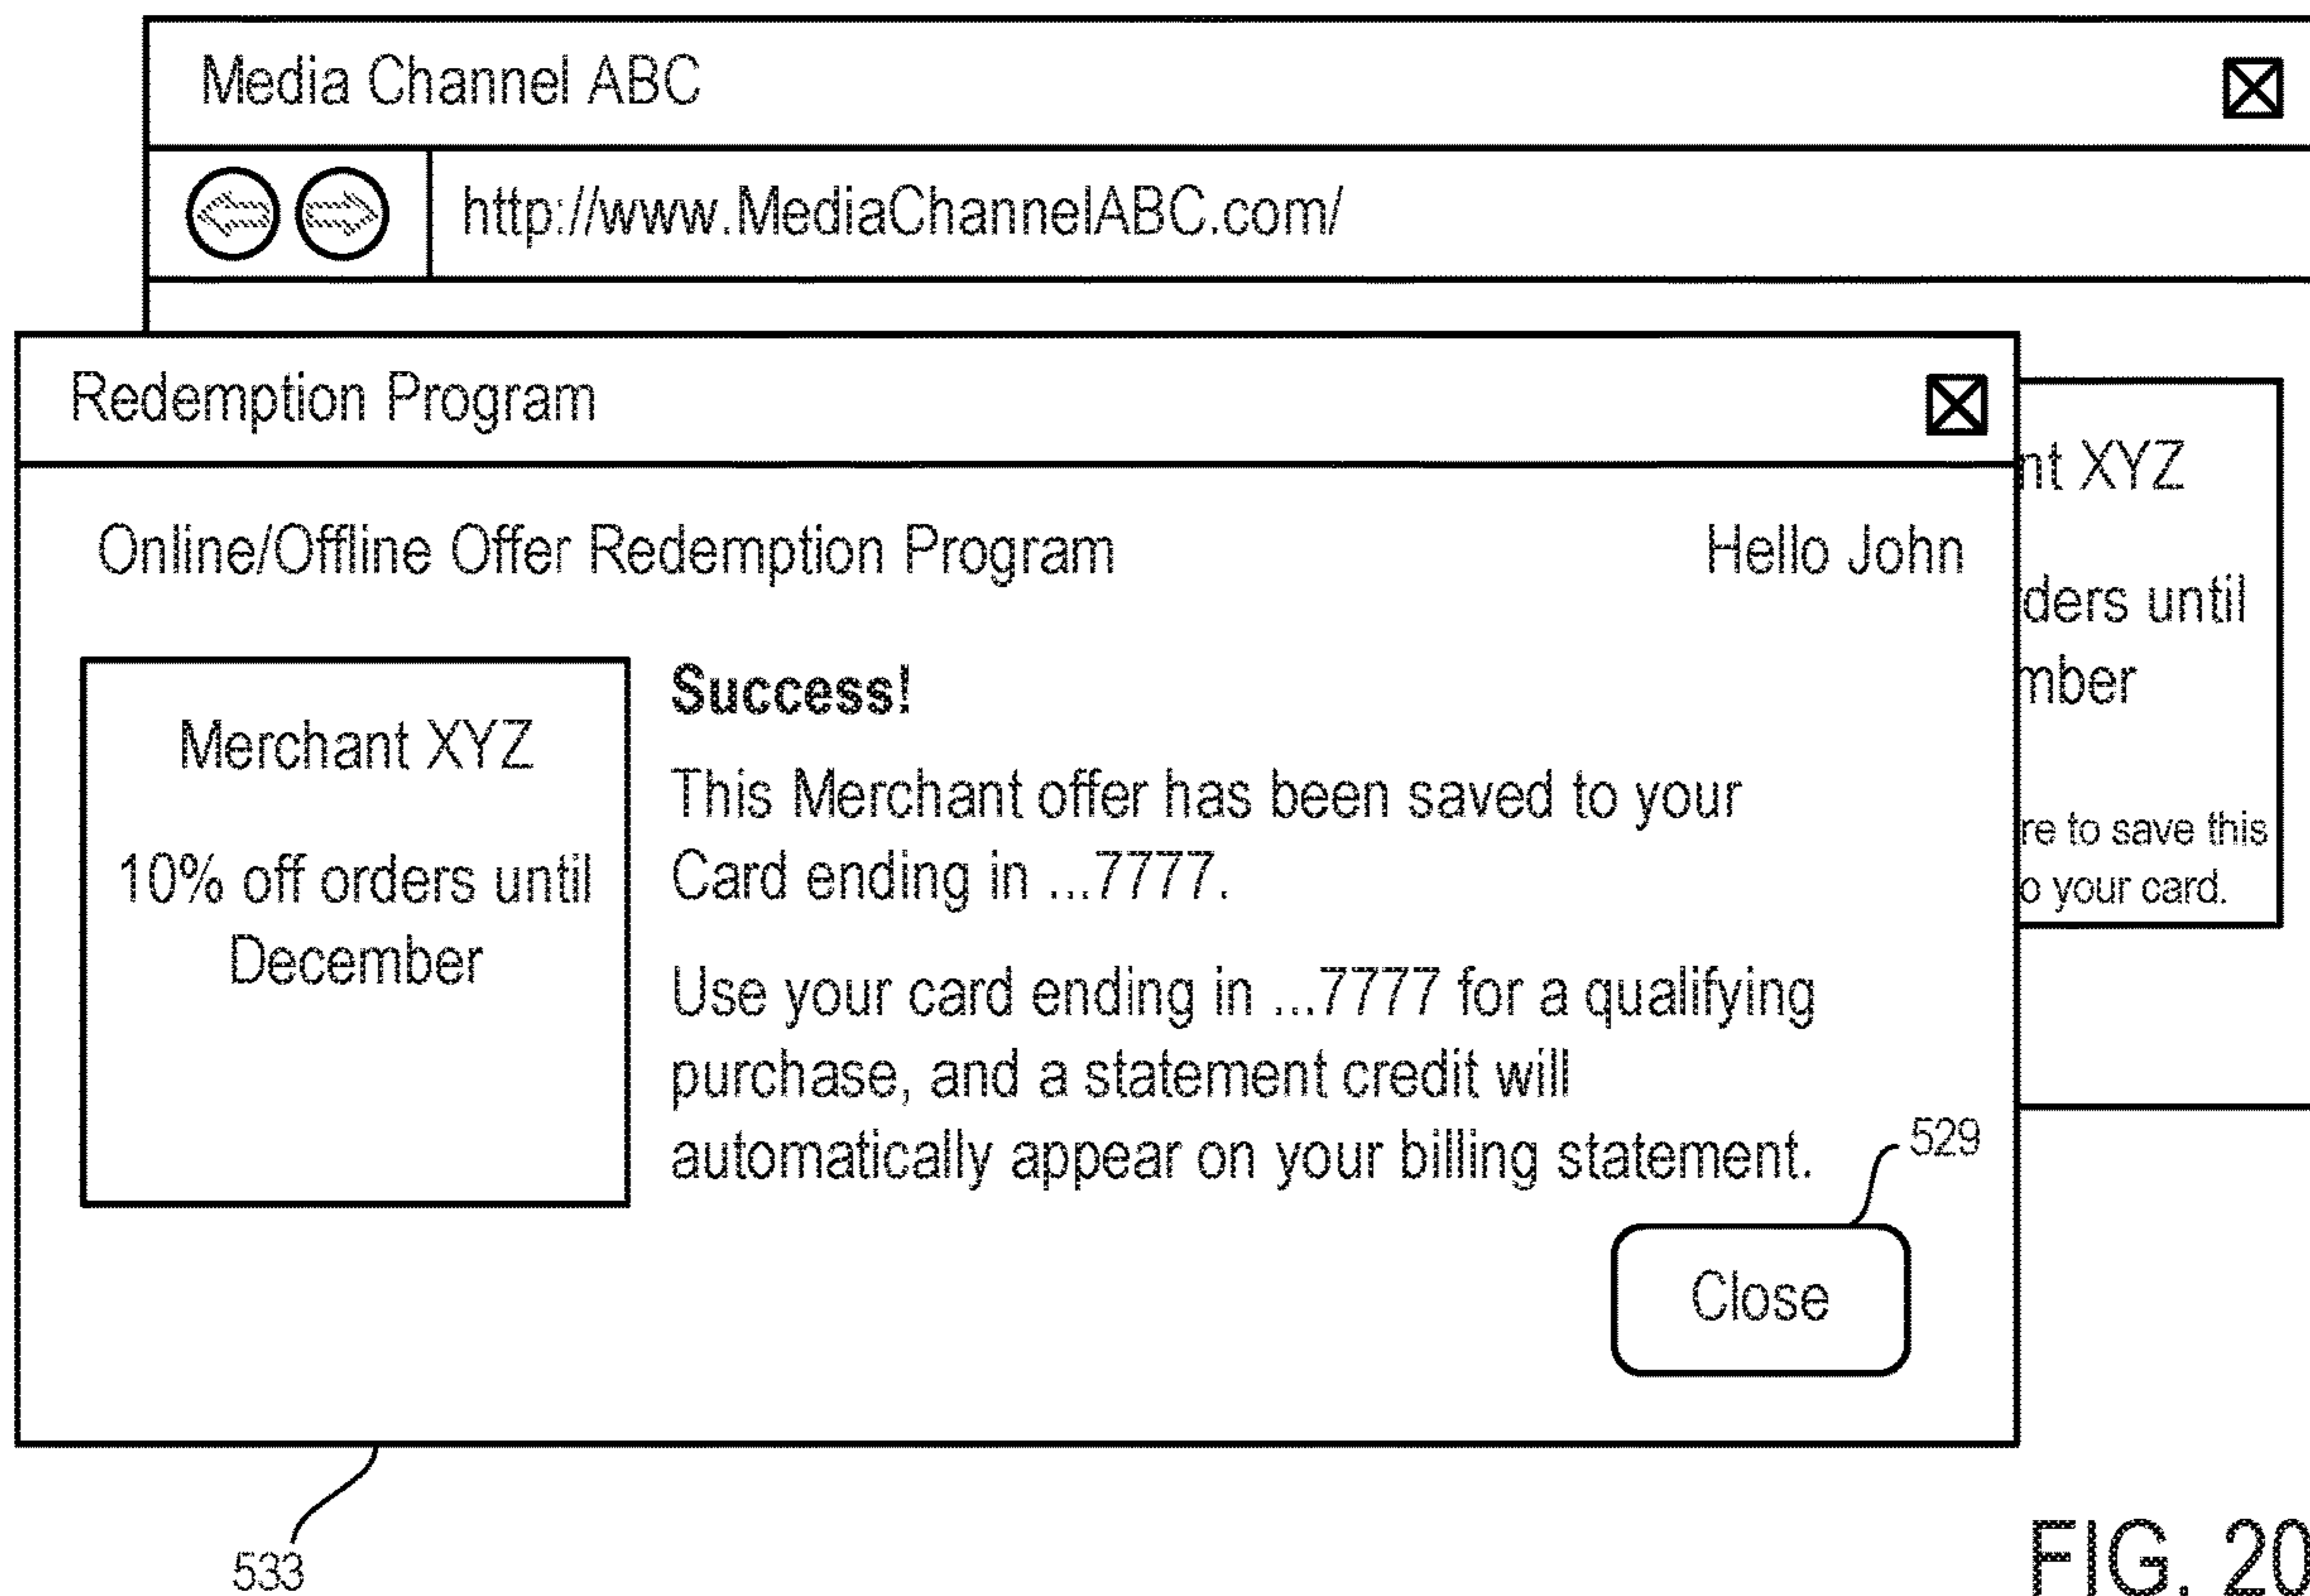 Media Channel ABC
http://www.MediaChannelABC.com/
Redemption Program
nt XYZ
ders until
mber
re to save this
o your card.
Online/Offline Offer Redemption Program
Hello John
Merchant XYZ
10% off orders until
December
Success!
This Merchant offer has been saved to your
Card ending in ...7777.
Use your card ending in ...7777 for a qualifying
purchase, and a statement credit will
automatically appear on your billing statement.
529
Close
533
FIG. 20